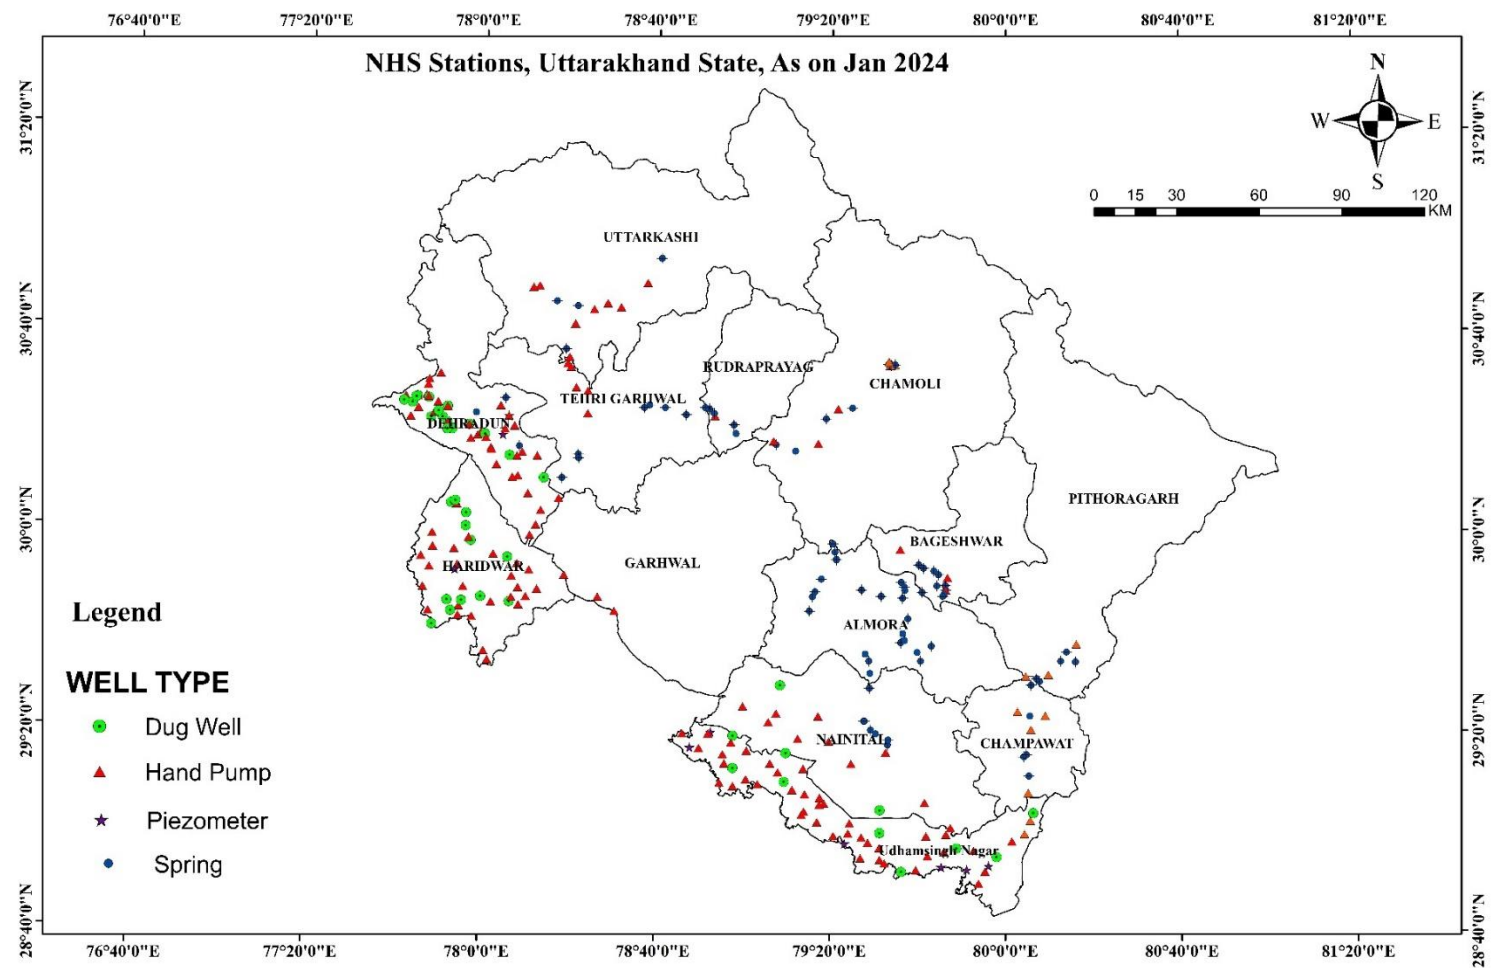 76°40'0"E 77°20'0"E 78°0'0"E 78°40'0"E 79°20'0"E 80°0'0"E 80°40'0"E 81°20'0"E
NHS Stations, Uttarakhand State, As on Jan 2024
N
W E
S
0 15 30 60 90 120
KM
31°20'0"N
31°20'0"N
UTTARKASHI
30°40'0"N
30°40'0"N
RUDRAPRAYAG
CHAMOLI
TEHRI GARHWAL
DEHRADUN
PITHORAGARH
30°0'0"N
30°0'0"N
BAGESHWAR
GARHWAL
HARIDWAR
Legend
ALMORA
WELL TYPE
Dug Well
29°20'0"N
29°20'0"N
NAINITAL
CHAMPAWAT
Hand Pump
Piezometer
Udhamsingh Nagar
Spring
28°40'0"N
28°40'0"N
76°40'0"E 77°20'0"E 78°0'0"E 78°40'0"E 79°20'0"E 80°0'0"E 80°40'0"E 81°20'0"E